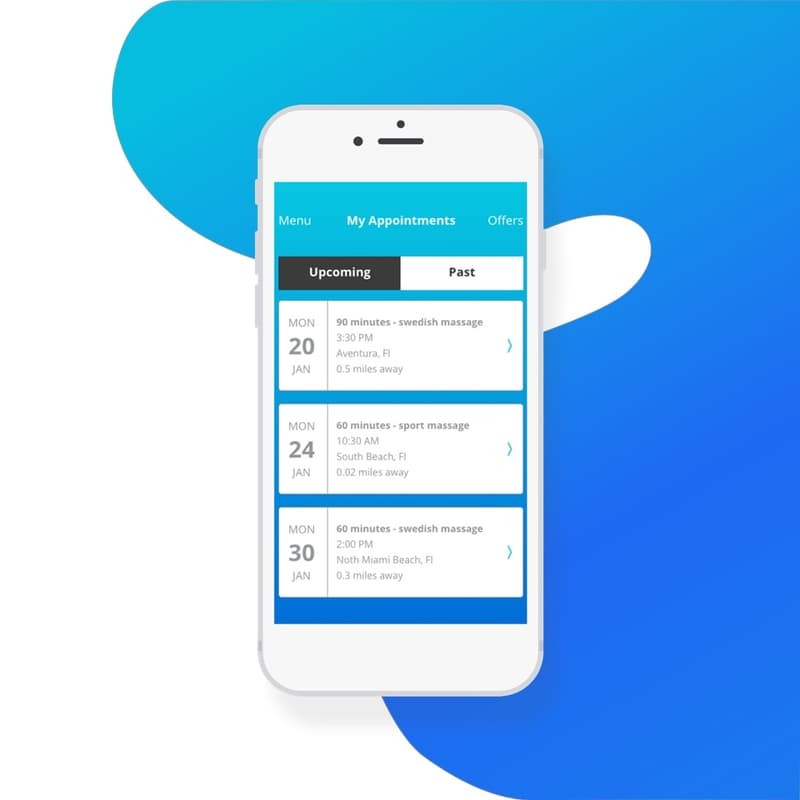 Menu My Appointments Offers
Upcoming Past
MON
20
JAN
90 minutes - swedish massage
3:30 PM
Aventura, Fl
0.5 miles away
MON
24
JAN
60 minutes - sport massage
10:30 AM
South Beach, Fl
0.02 miles away
MON
30
JAN
60 minutes - swedish massage
2:00 PM
Noth Miami Beach, Fl
0.3 miles away